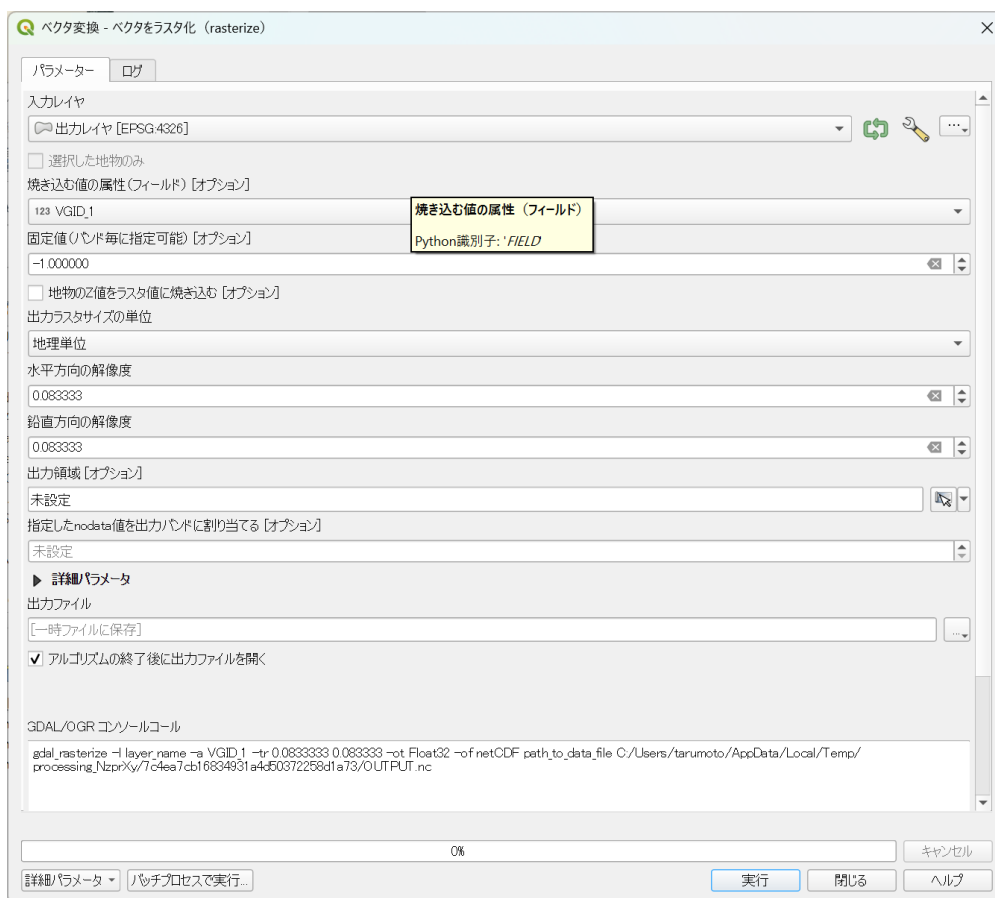 ベクタ変換 - ベクタをラスタ化（rasterize）
パラメーター ログ
入力レイヤ
出力レイヤ [EPSG:4326]
選択した地物のみ
焼き込む値の属性（フィールド） [オプション]
123 VGID_1
焼き込む値の属性（フィールド）
Python識別子: 'FIELD'
固定値（バンド毎に指定可能） [オプション]
-1.000000
地物のZ値をラスタ値に焼き込む [オプション]
出力ラスタサイズの単位
地理単位
水平方向の解像度
0.083333
鉛直方向の解像度
0.083333
出力領域 [オプション]
未設定
指定したnodata値を出力バンドに割り当てる [オプション]
未設定
詳細パラメータ
出力ファイル
[一時ファイルに保存]
アルゴリズムの終了後に出力ファイルを開く
GDAL/OGR コンソールコール
gdal_rasterize -l layer_name -a VGID_1 -tr 0.0833333 0.083333 -ot Float32 -of netCDF path_to_data_file C:/Users/tarumoto/AppData/Local/Temp/
processing_NzprXy/7c4ea7cb16834931a4d50372258d1a73/OUTPUT.nc
0% キャンセル
詳細パラメータ バッチプロセスで実行... 実行 閉じる ヘルプ